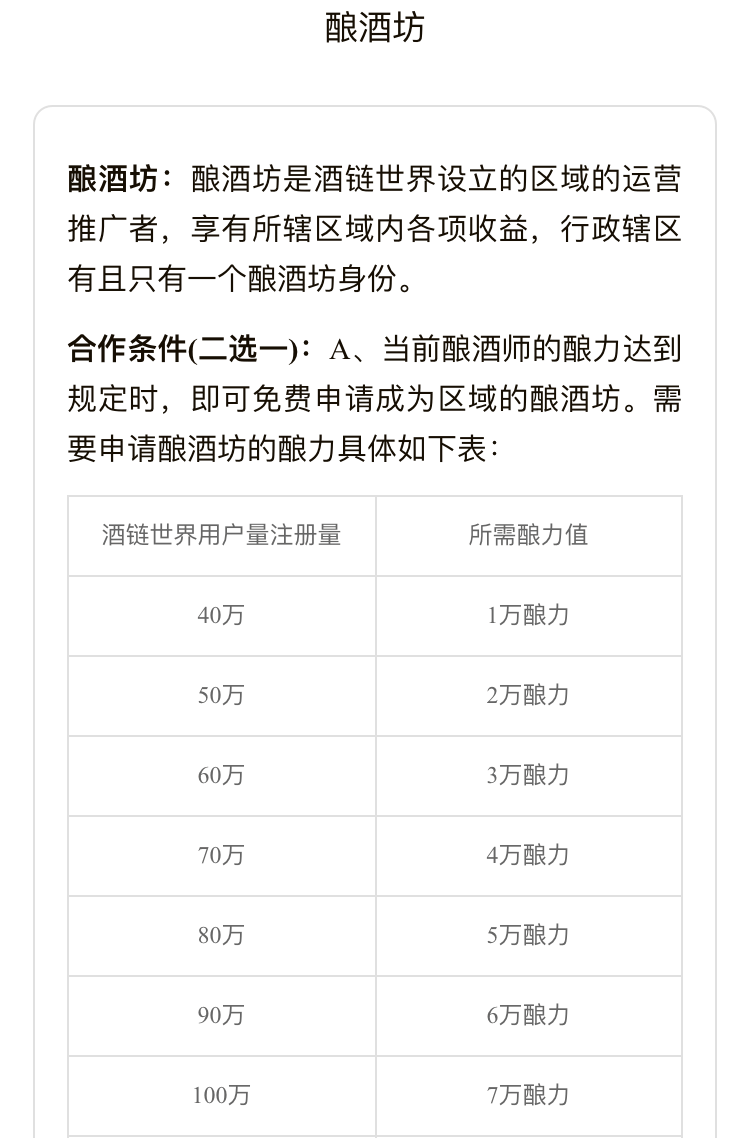 酿酒坊
酿酒坊：酿酒坊是酒链世界设立的区域的运营
推广者，享有所辖区域内各项收益，行政辖区
有且只有一个酿酒坊身份。
合作条件(二选一)：A、当前酿酒师的酿力达到
规定时，即可免费申请成为区域的酿酒坊。需
要申请酿酒坊的酿力具体如下表：
酒链世界用户量注册量 所需酿力值
40万 1万酿力
50万 2万酿力
60万 3万酿力
70万 4万酿力
80万 5万酿力
90万 6万酿力
100万 7万酿力